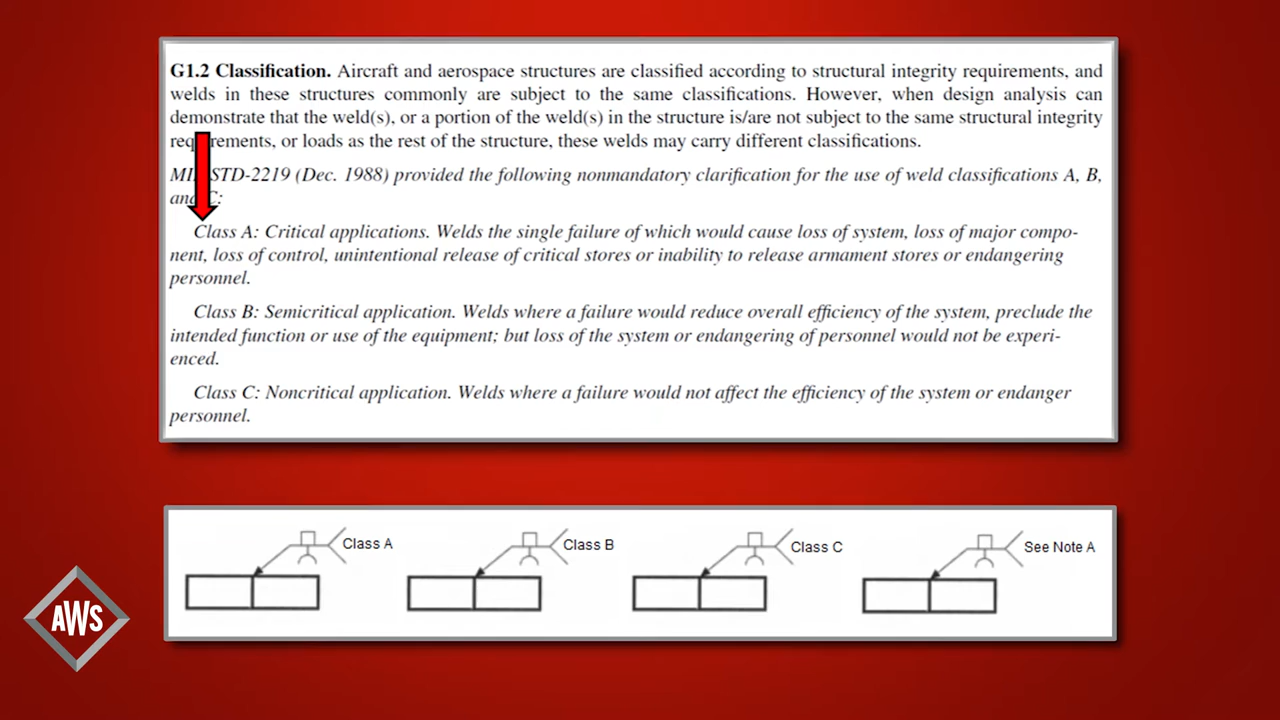 G1.2 Classification. Aircraft and aerospace structures are classified according to structural integrity requirements, and
welds in these structures commonly are subject to the same classifications. However, when design analysis can
demonstrate that the weld(s), or a portion of the weld(s) in the structure is/are not subject to the same structural integrity
requirements, or loads as the rest of the structure, these welds may carry different classifications.
MIL-STD-2219 (Dec. 1988) provided the following nonmandatory clarification for the use of weld classifications A, B,
and C:
Class A: Critical applications. Welds the single failure of which would cause loss of system, loss of major compo-
nent, loss of control, unintentional release of critical stores or inability to release armament stores or endangering
personnel.
Class B: Semicritical application. Welds where a failure would reduce overall efficiency of the system, preclude the
intended function or use of the equipment; but loss of the system or endangering of personnel would not be experi-
enced.
Class C: Noncritical application. Welds where a failure would not affect the efficiency of the system or endanger
personnel.
Class A
Class B
Class C
See Note A
AWS